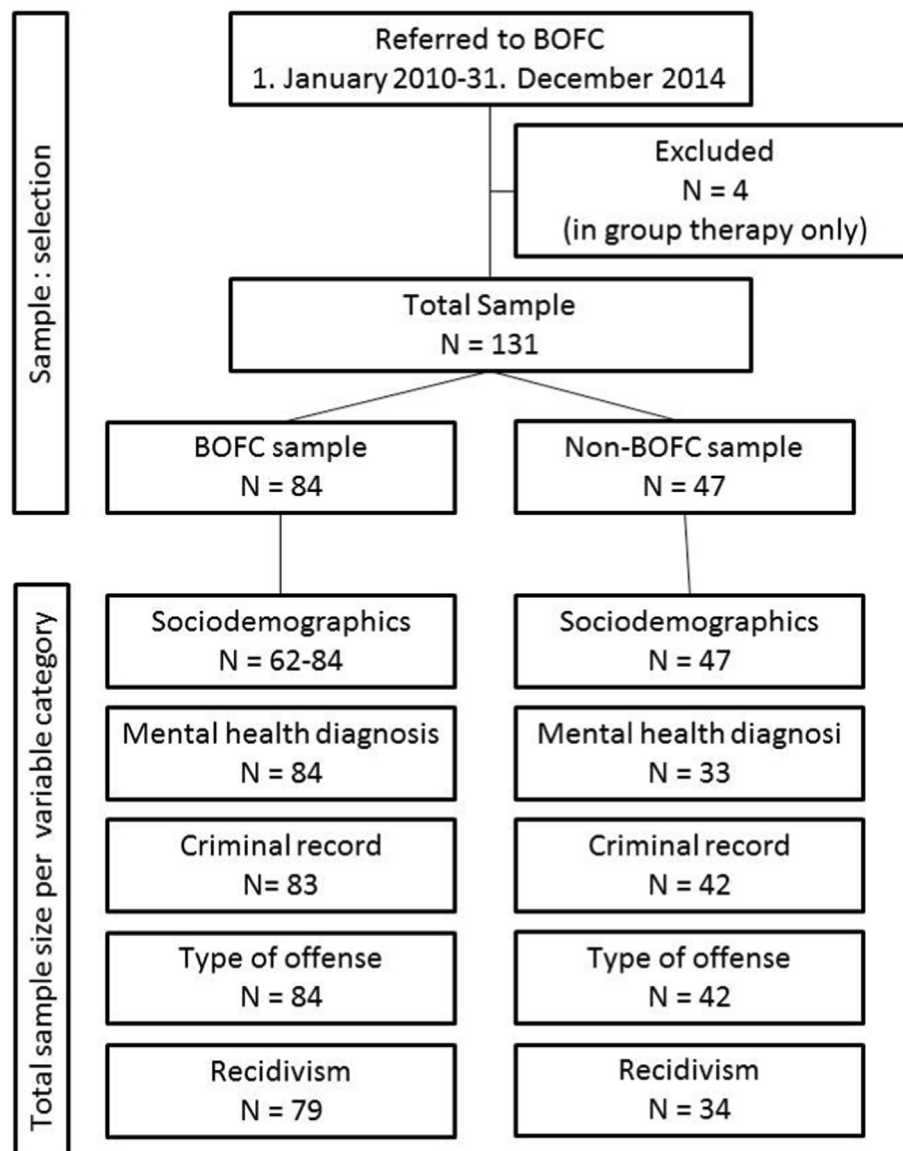 Referred to BOFC
1. January 2010-31. December 2014
Excluded
N = 4
(in group therapy only)
Total Sample
N = 131
Sample : selection
BOFC sample
N = 84
Non-BOFC sample
N = 47
Total sample size per variable category
Sociodemographics
N = 62-84
Sociodemographics
N = 47
Mental health diagnosis
N = 84
Mental health diagnosi
N = 33
Criminal record
N= 83
Criminal record
N = 42
Type of offense
N = 84
Type of offense
N = 42
Recidivism
N = 79
Recidivism
N = 34